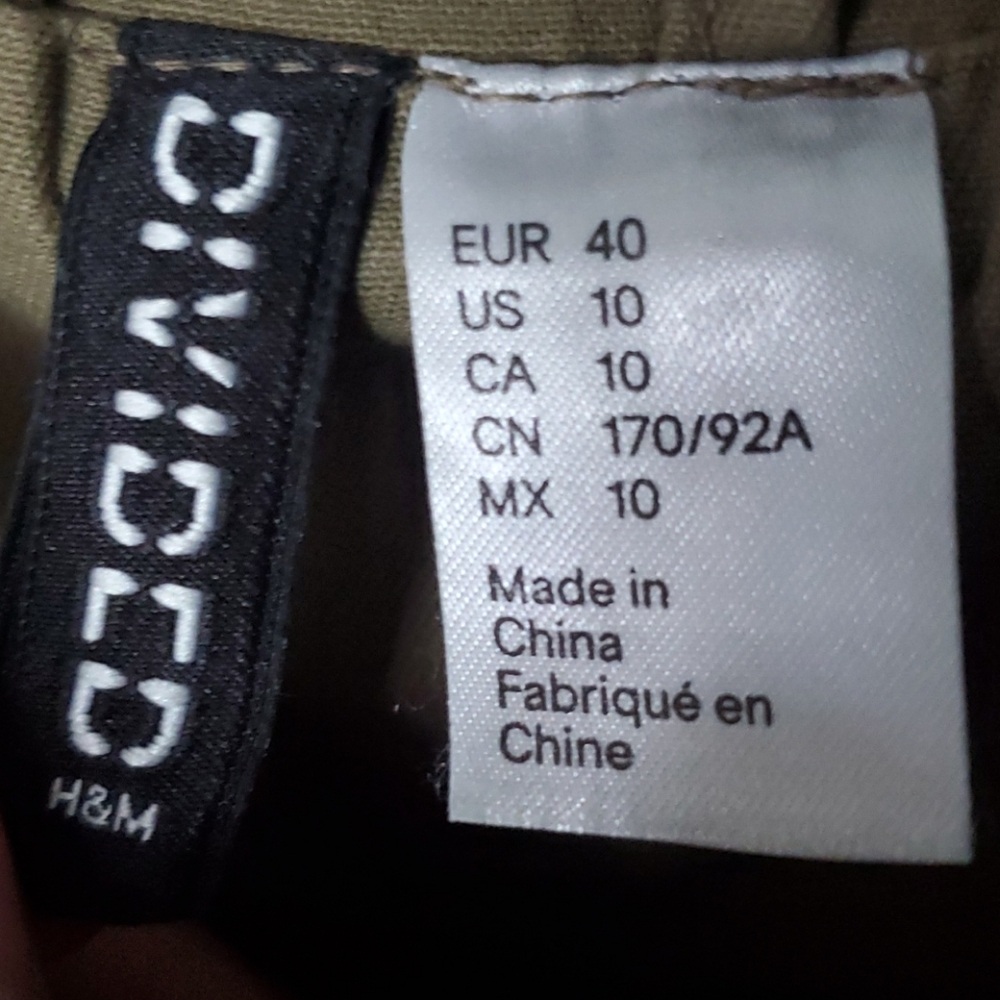 DIVIDED
H&M
EUR 40
US 10
CA 10
CN 170/92A
MX 10
Made in
China
Fabriqué en
Chine